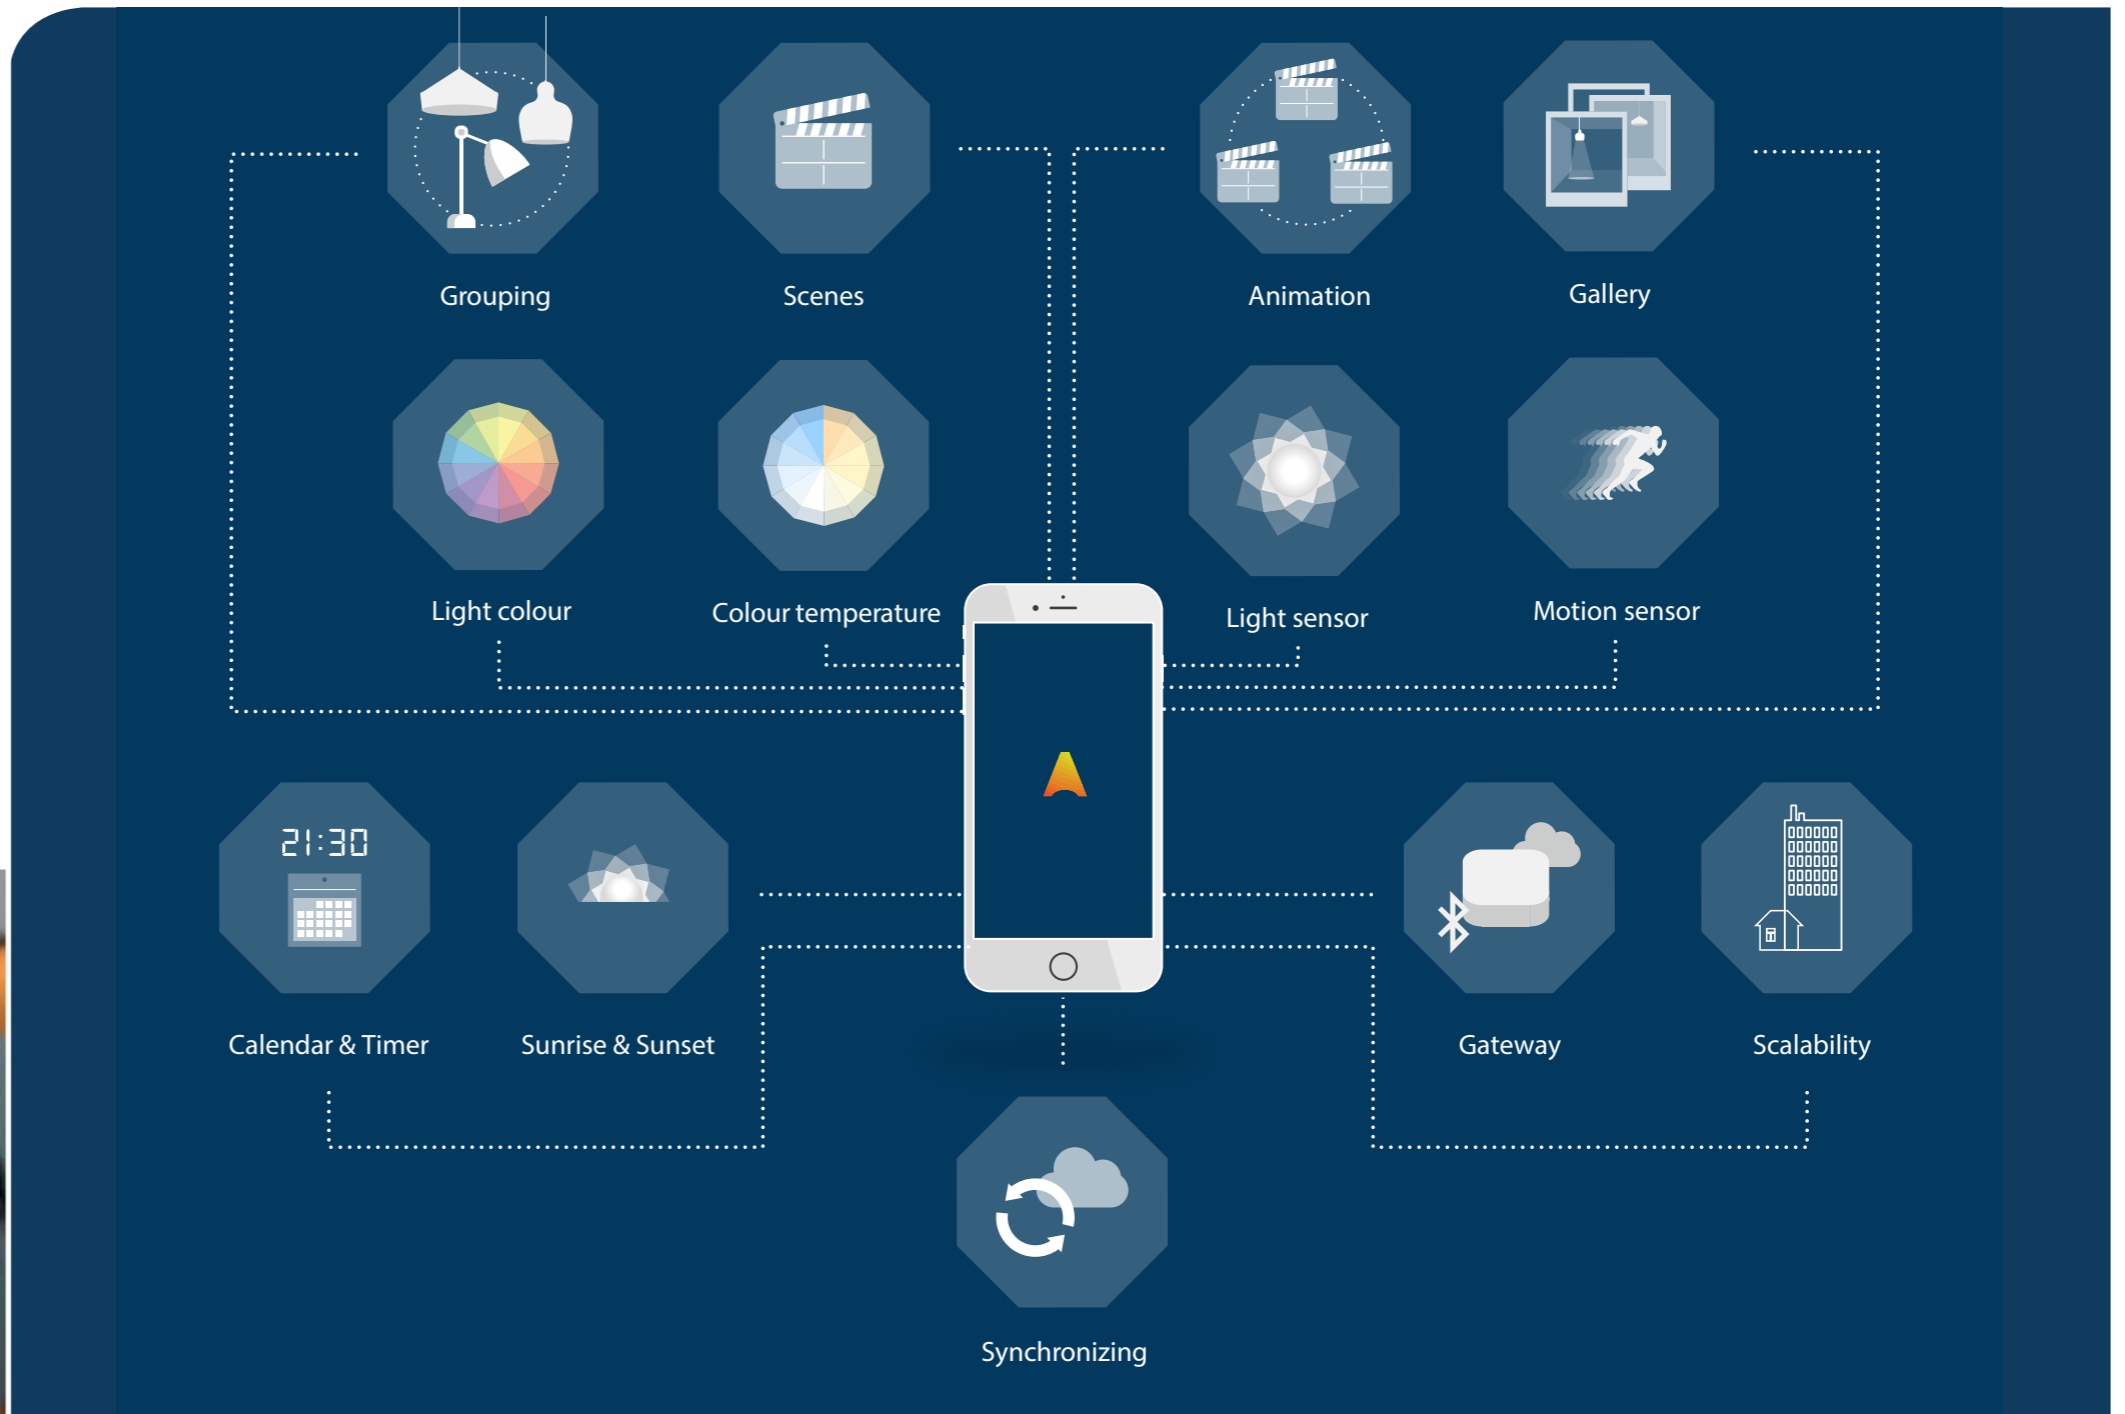 Grouping
Scenes
Animation
Gallery
Light colour
Colour temperature
Light sensor
Motion sensor
21:30
Calendar & Timer
Sunrise & Sunset
Gateway
Scalability
Synchronizing